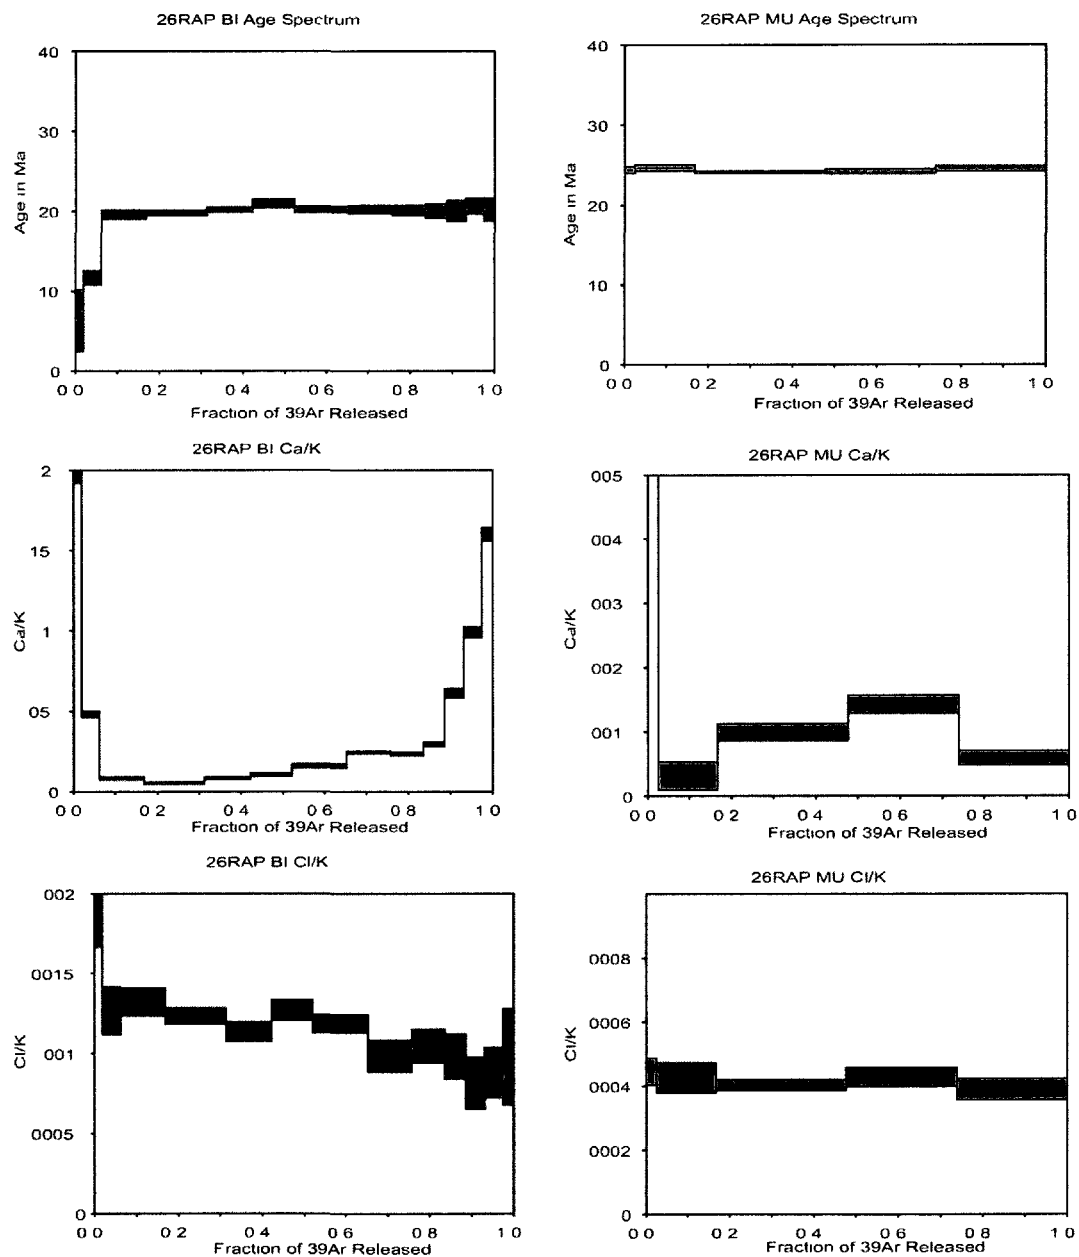 26RAP BI Age Spectrum
40
30
20
10
0
Age in Ma
0 0 0 2 0 4 0 6 0 8 1 0
Fraction of 39Ar Released
26RAP MU Age Spectrum
40
30
20
10
0
Age in Ma
0 0 0 2 0 4 0 6 0 8 1 0
Fraction of 39Ar Released
26RAP BI Ca/K
2
15
1
05
0
Ca/K
0 0 0 2 0 4 0 6 0 8 1 0
Fraction of 39Ar Released
26RAP MU Ca/K
005
004
003
002
001
0
Ca/K
0 0 0 2 0 4 0 6 0 8 1 0
Fraction of 39Ar Released
26RAP BI Cl/K
002
0015
001
0005
0
Cl/K
0 0 0 2 0 4 0 6 0 8 1 0
Fraction of 39Ar Released
26RAP MU Cl/K
0008
0006
0004
0002
0
Cl/K
0 0 0 2 0 4 0 6 0 8 1 0
Fraction of 39Ar Released